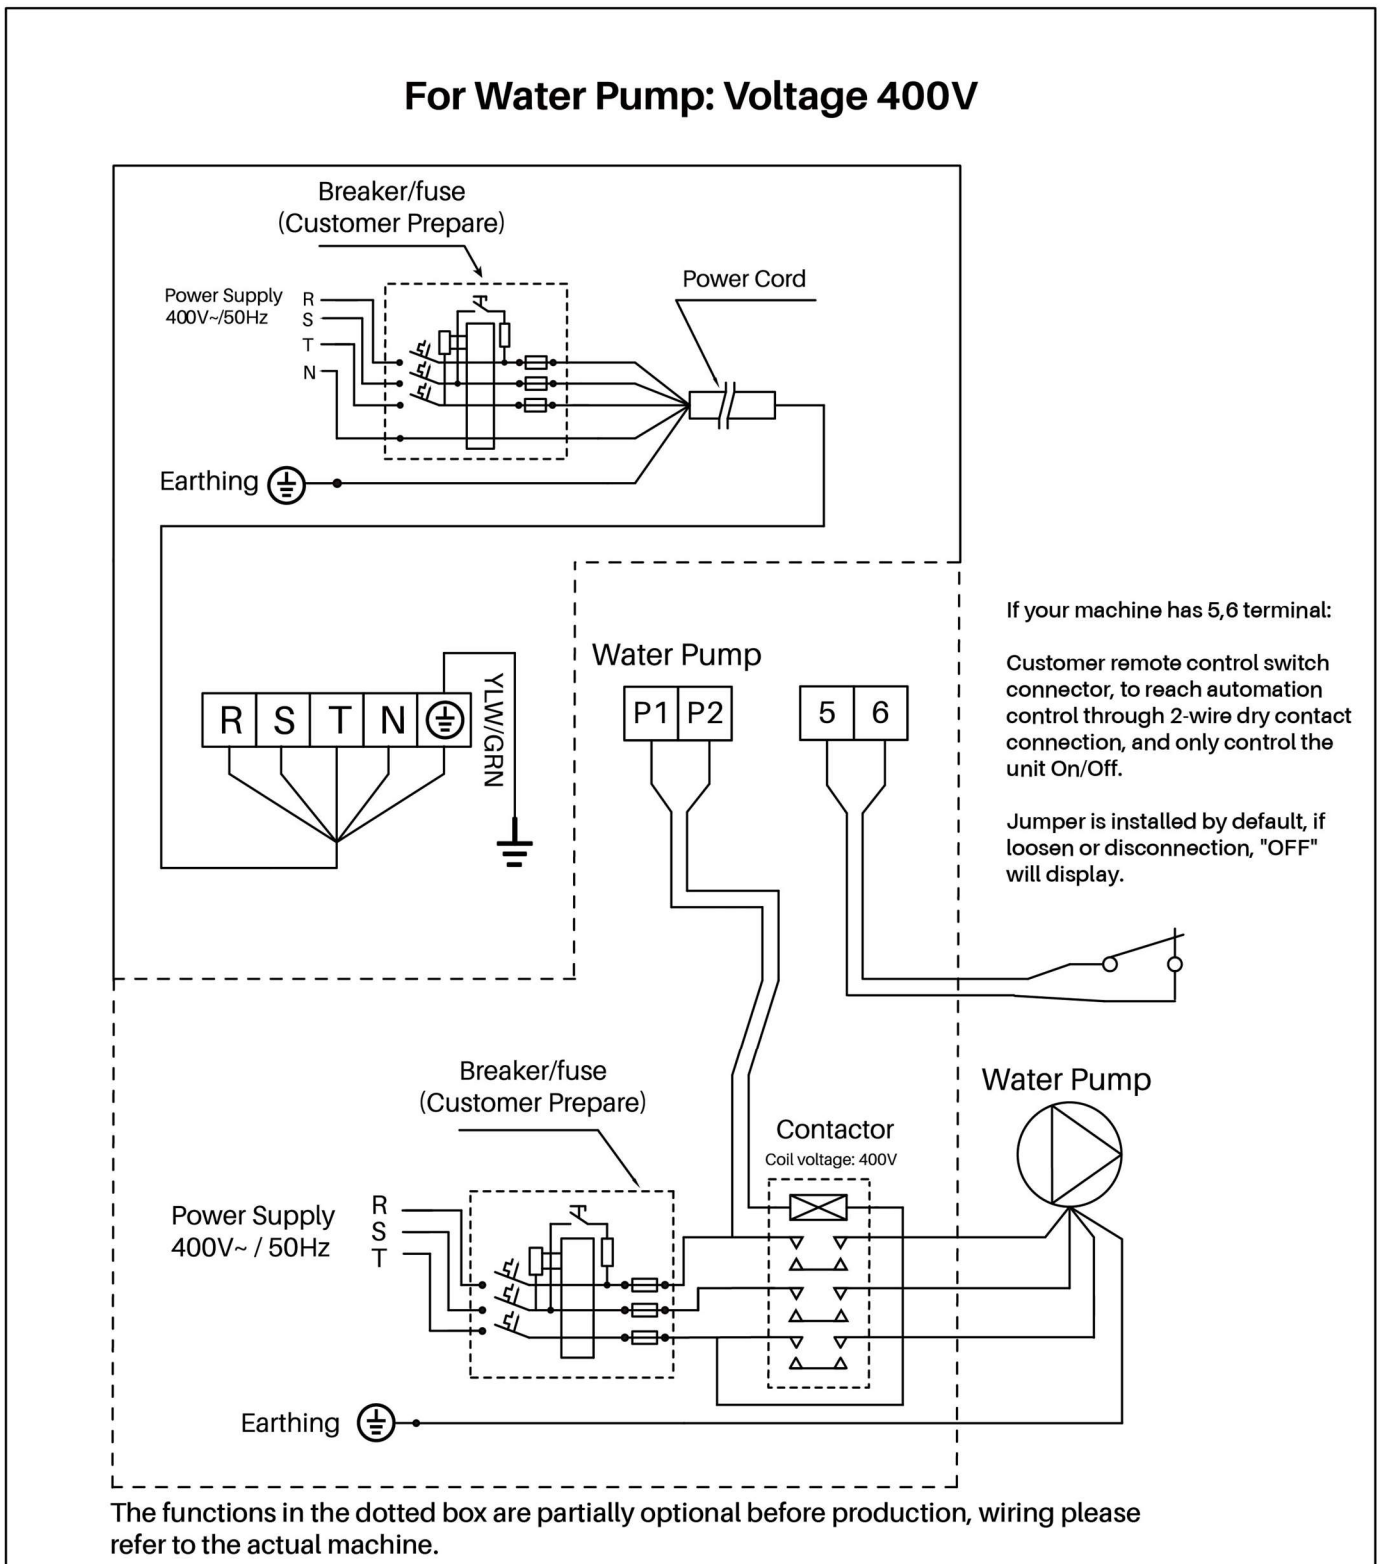 For Water Pump: Voltage 400V
Breaker/fuse
(Customer Prepare)
Power Cord
Power Supply
400V~/50Hz
R
S
T
N
Earthing
Water Pump
R S T N
YLW/GRN
P1 P2
5 6
If your machine has 5,6 terminal:
Customer remote control switch
connector, to reach automation
control through 2-wire dry contact
connection, and only control the
unit On/Off.
Jumper is installed by default, if
loosen or disconnection, "OFF"
will display.
Breaker/fuse
(Customer Prepare)
Water Pump
Contactor
Coil voltage: 400V
Power Supply
400V~ / 50Hz
R
S
T
Earthing
The functions in the dotted box are partially optional before production, wiring please
refer to the actual machine.